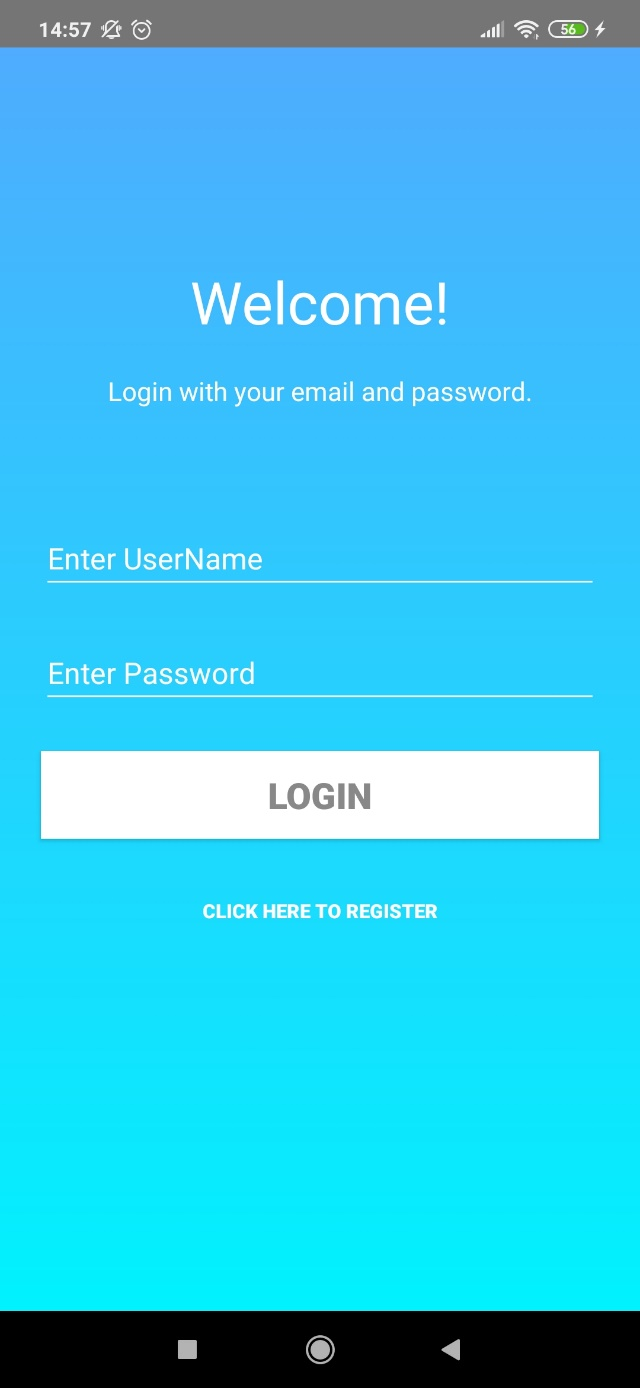 14:57
56
Welcome!
Login with your email and password.
Enter UserName
Enter Password
LOGIN
CLICK HERE TO REGISTER